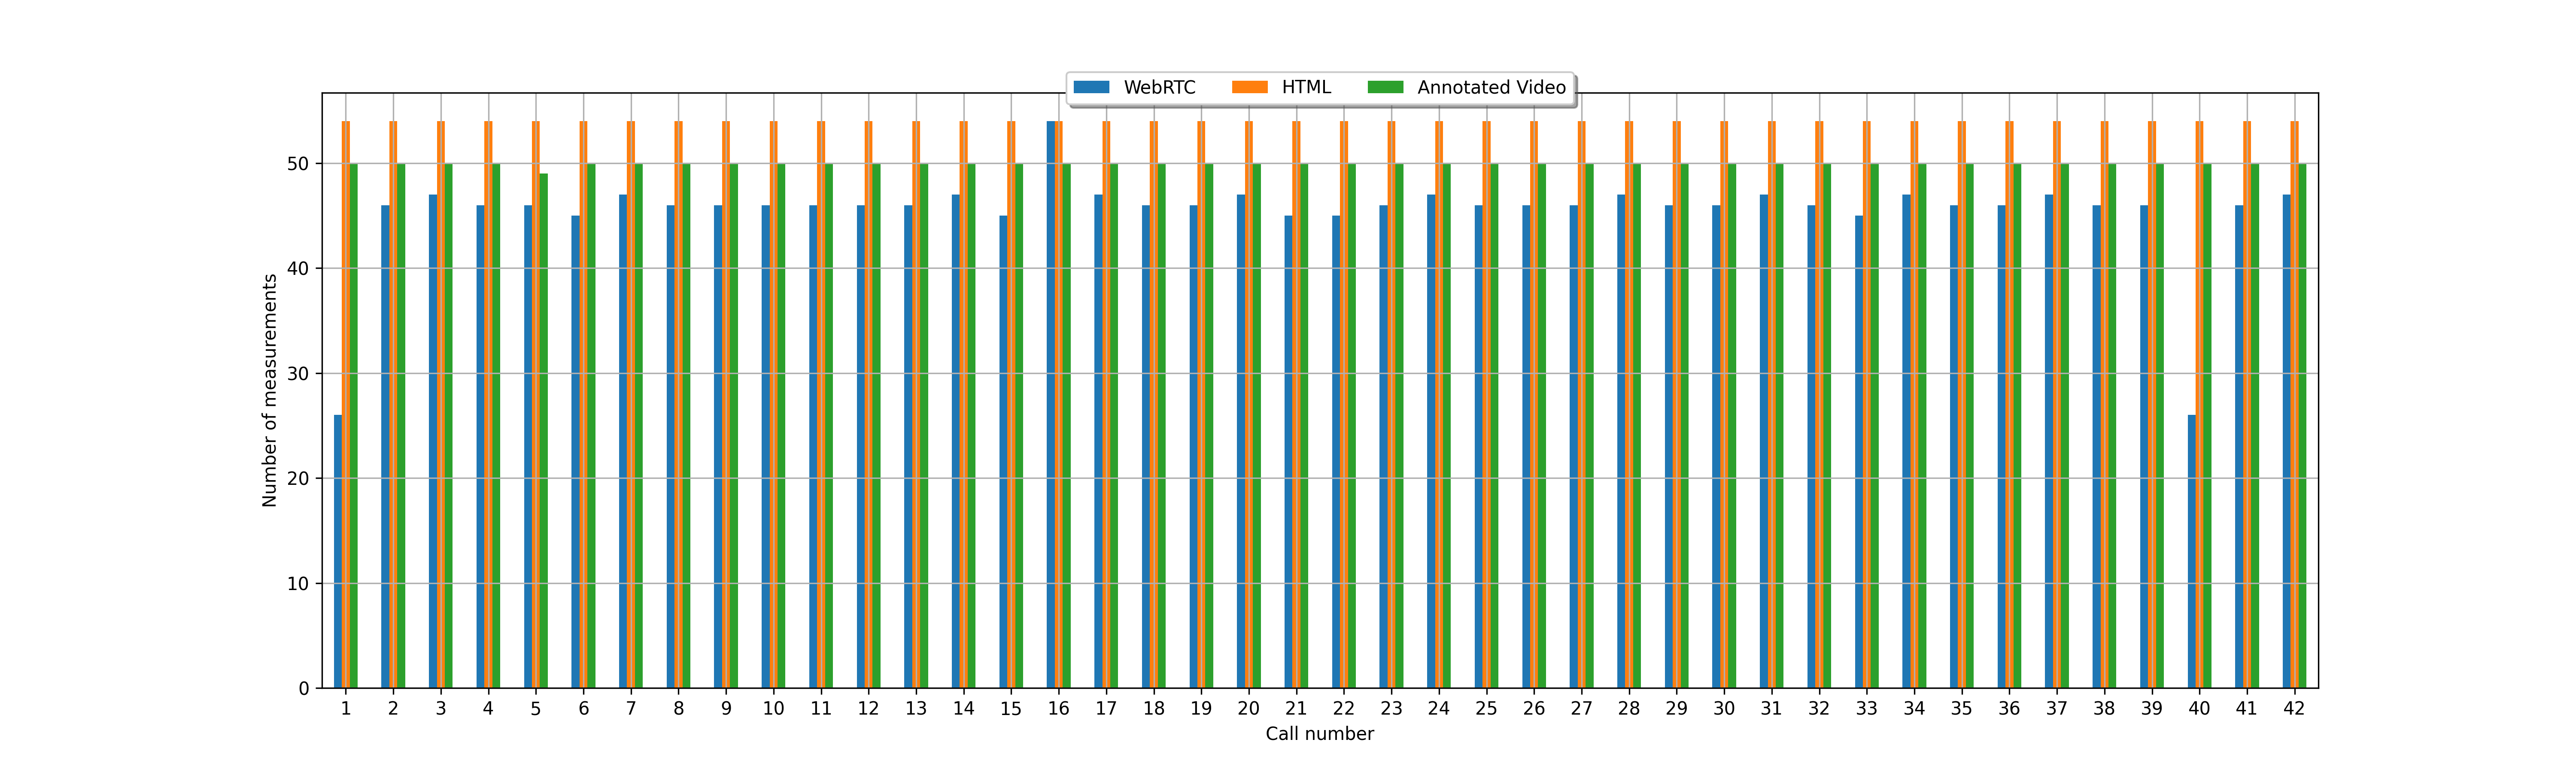 WebRTC HTML Annotated Video
Number of measurements
50
40
30
20
10
0
1 2 3 4 5 6 7 8 9 10 11 12 13 14 15 16 17 18 19 20 21 22 23 24 25 26 27 28 29 30 31 32 33 34 35 36 37 38 39 40 41 42
Call number